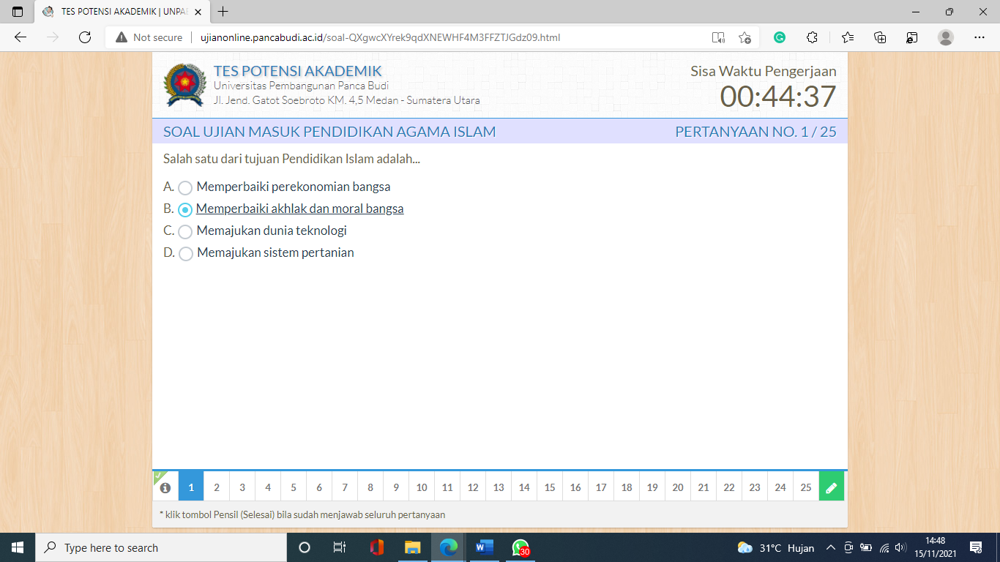 TES POTENSI AKADEMIK | UNPAB
Not secure
ujianonline.pancabudi.ac.id/soal-QXgwcXYrek9qdXNEWHF4M3FFZTJGdz09.html
TES POTENSI AKADEMIK
Universitas Pembangunan Panca Budi
Jl. Jend. Gatot Soebroto KM. 4,5 Medan - Sumatera Utara
Sisa Waktu Pengerjaan
00:44:37
SOAL UJIAN MASUK PENDIDIKAN AGAMA ISLAM
PERTANYAAN NO. 1 / 25
Salah satu dari tujuan Pendidikan Islam adalah...
A. Memperbaiki perekonomian bangsa
B. Memperbaiki akhlak dan moral bangsa
C. Memajukan dunia teknologi
D. Memajukan sistem pertanian
1 2 3 4 5 6 7 8 9 10 11 12 13 14 15 16 17 18 19 20 21 22 23 24 25
* klik tombol Pensil (Selesai) bila sudah menjawab seluruh pertanyaan
Type here to search
30
31°C Hujan
14:48
15/11/2021